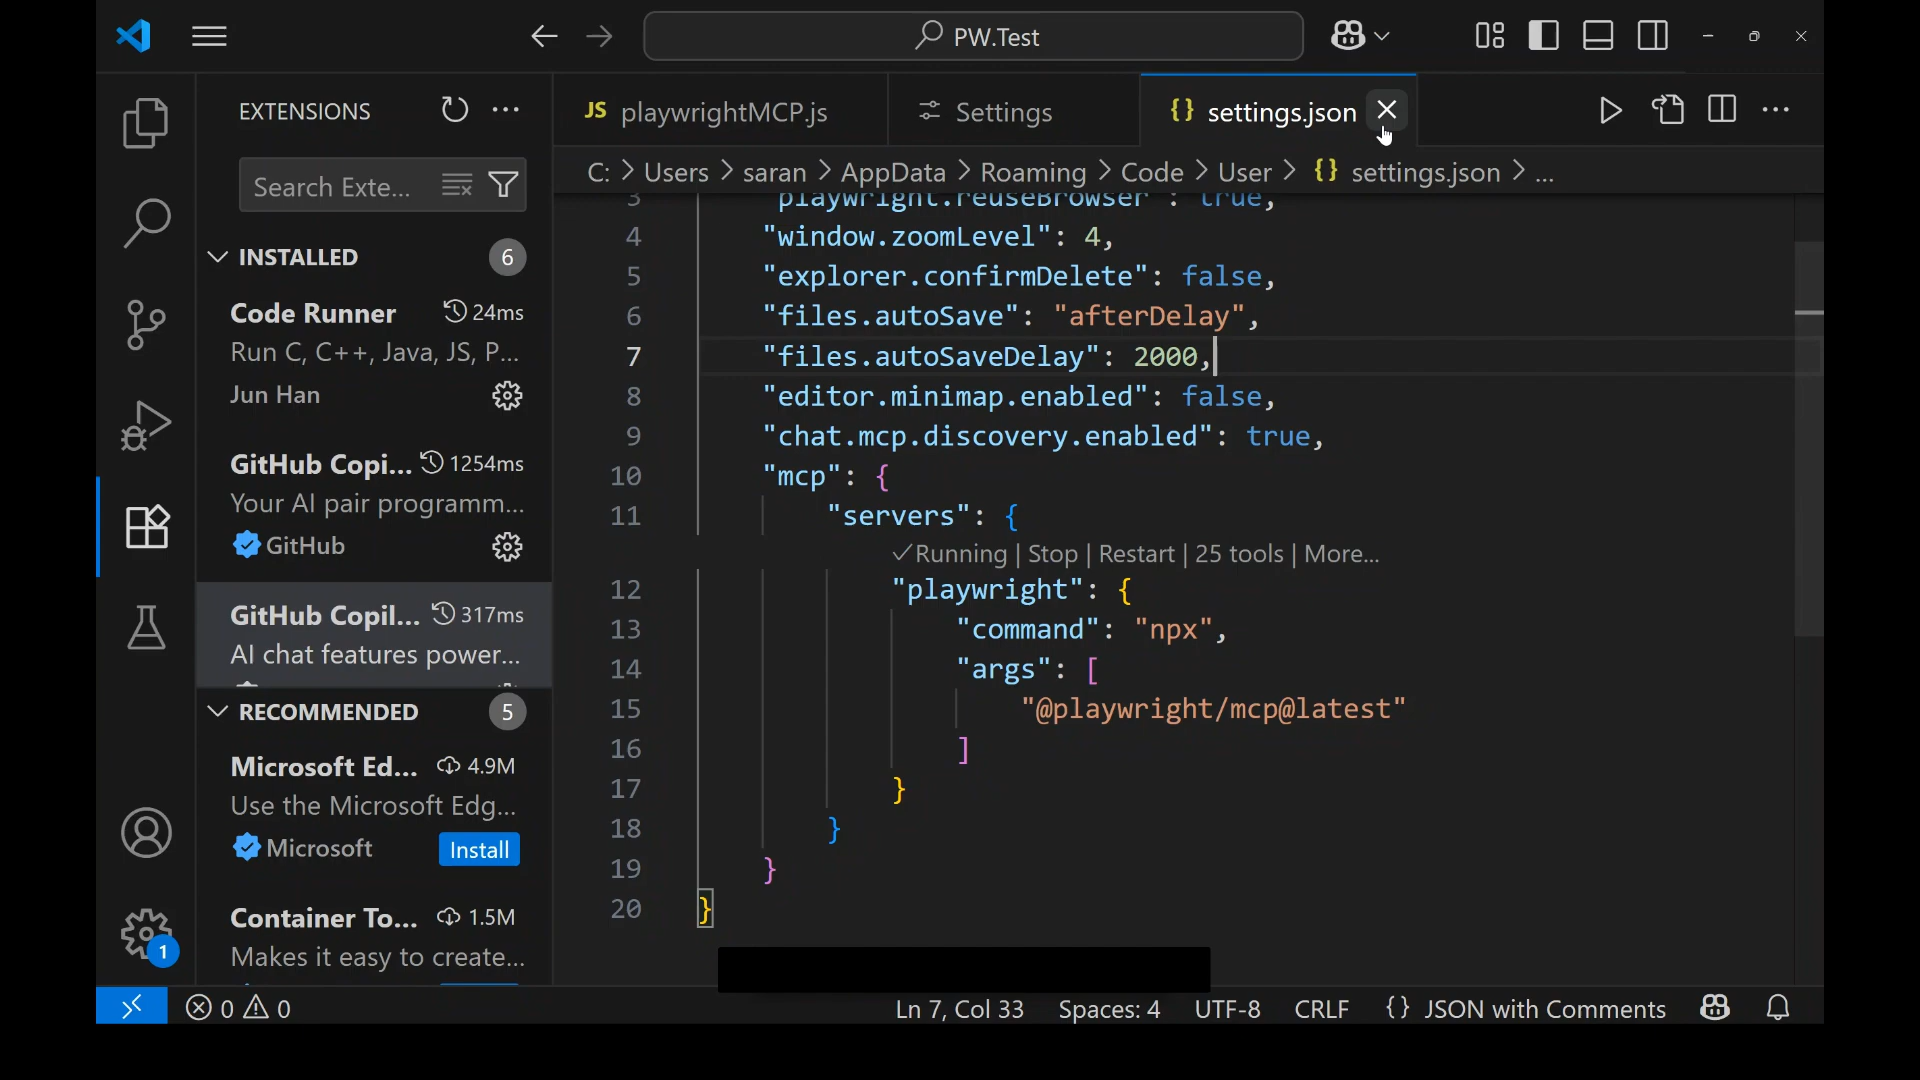 PW.Test
EXTENSIONS
Search Exte...
INSTALLED 6
Code Runner 24ms
Run C, C++, Java, JS, P...
Jun Han
GitHub Copi... 1254ms
Your AI pair programm...
GitHub
GitHub Copil... 317ms
AI chat features power...
RECOMMENDED 5
Microsoft Ed... 4.9M
Use the Microsoft Edg...
Microsoft Install
Container To... 1.5M
Makes it easy to create...
1
JS playwrightMCP.js
Settings
{} settings.json
C: > Users > saran > AppData > Roaming > Code > User > {} settings.json > ...
3 "playwright.reuseBrowser": true,
4 "window.zoomLevel": 4,
5 "explorer.confirmDelete": false,
6 "files.autoSave": "afterDelay",
7 "files.autoSaveDelay": 2000,
8 "editor.minimap.enabled": false,
9 "chat.mcp.discovery.enabled": true,
10 "mcp": {
11 "servers": {
✓Running | Stop | Restart | 25 tools | More...
12 "playwright": {
13 "command": "npx",
14 "args": [
15 "@playwright/mcp@latest"
16 ]
17 }
18 }
19 }
20 }
0 0
Ln 7, Col 33 Spaces: 4 UTF-8 CRLF {} JSON with Comments